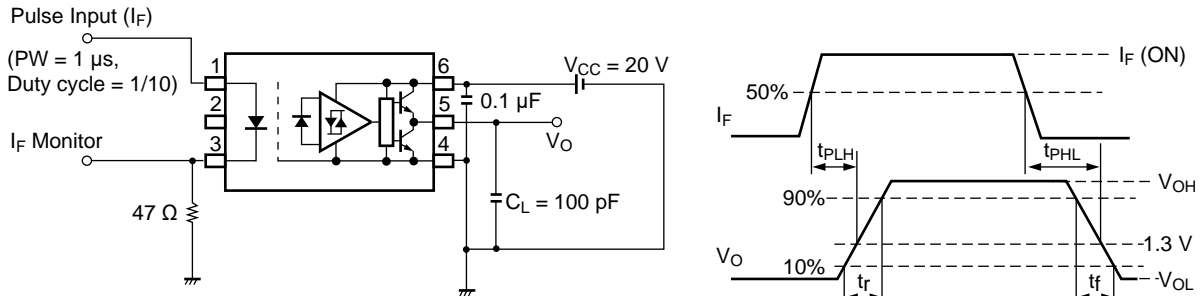 Pulse Input (IF)
(PW = 1 μs,
Duty cycle = 1/10)
IF Monitor
47 Ω
1
2
3
6
5
4
VCC = 20 V
0.1 μF
VO
CL = 100 pF
IF (ON)
50%
IF
tPLH
tPHL
VOH
90%
1.3 V
VO
10%
VOL
tr
tf